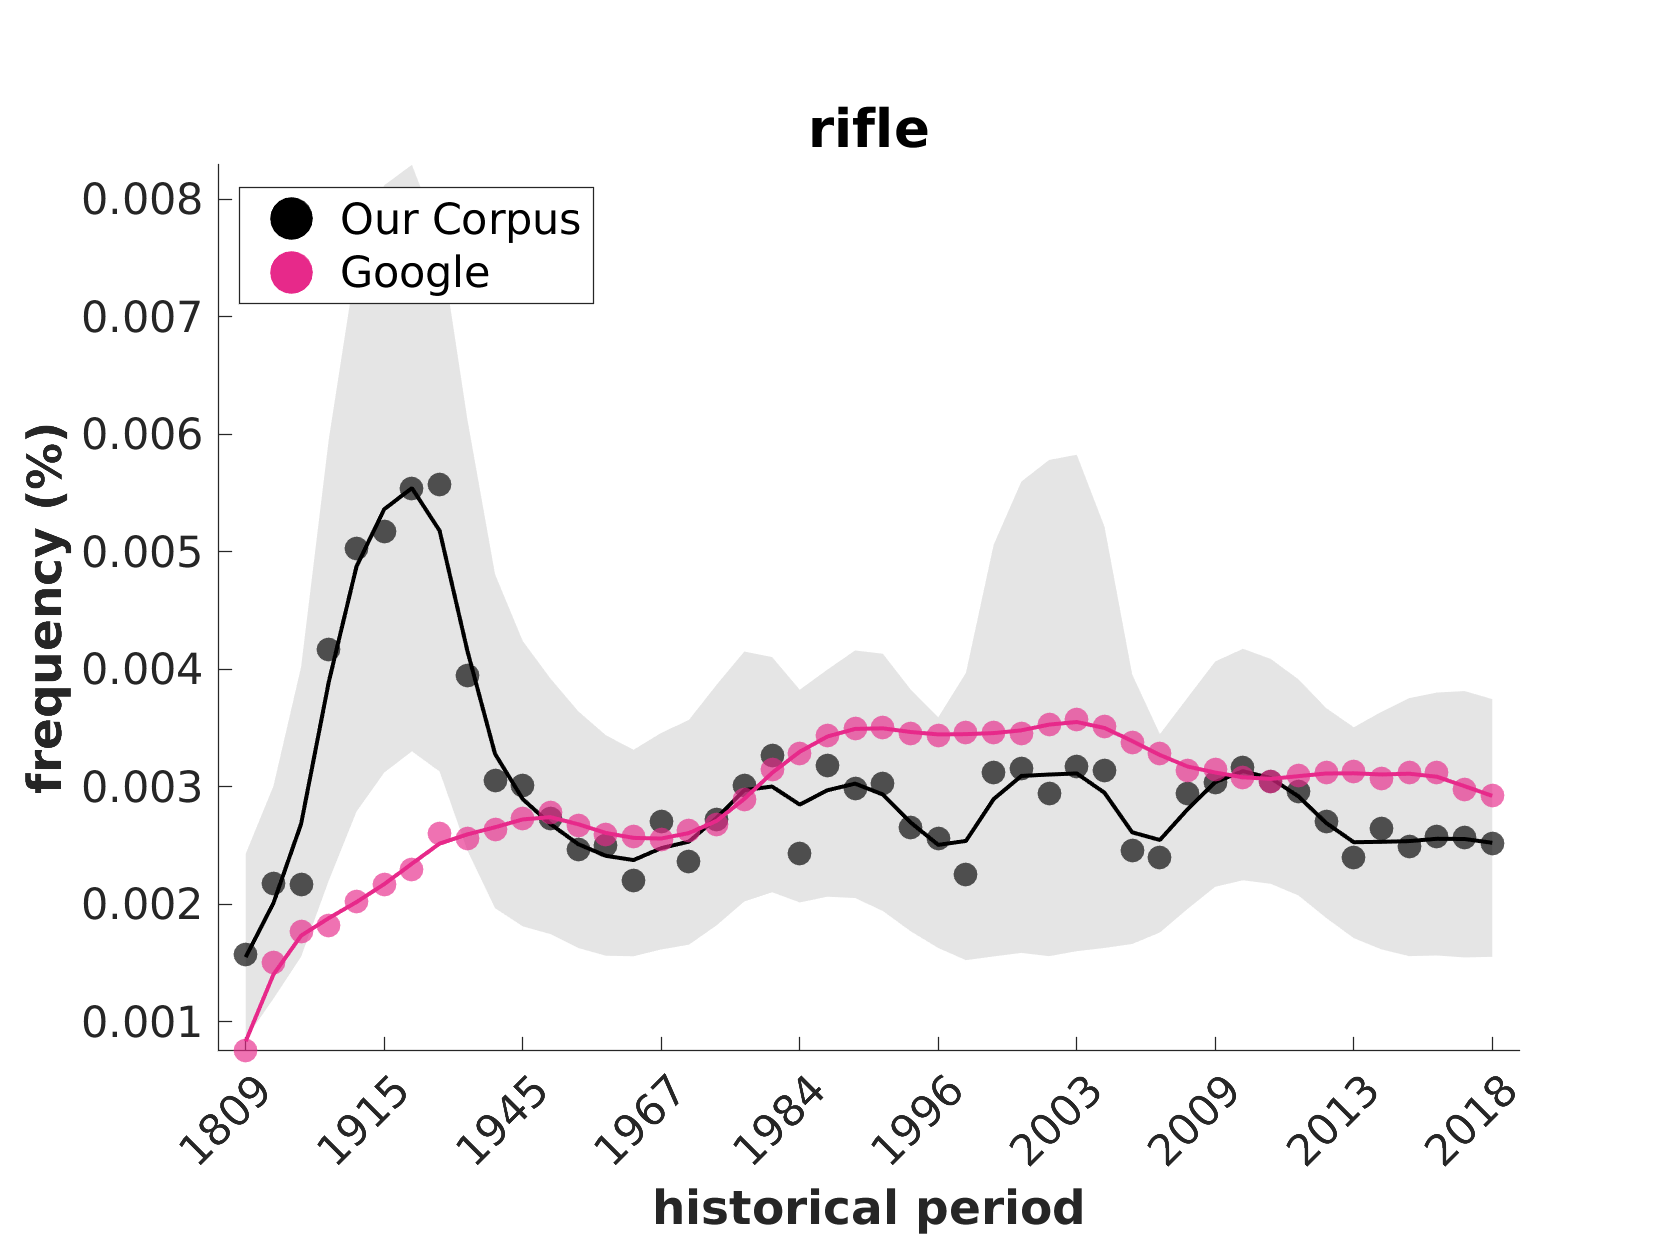 rifle
Our Corpus
Google
frequency (%)
0.008
0.007
0.006
0.005
0.004
0.003
0.002
0.001
1809 1915 1945 1967 1984 1996 2003 2009 2013 2018
historical period